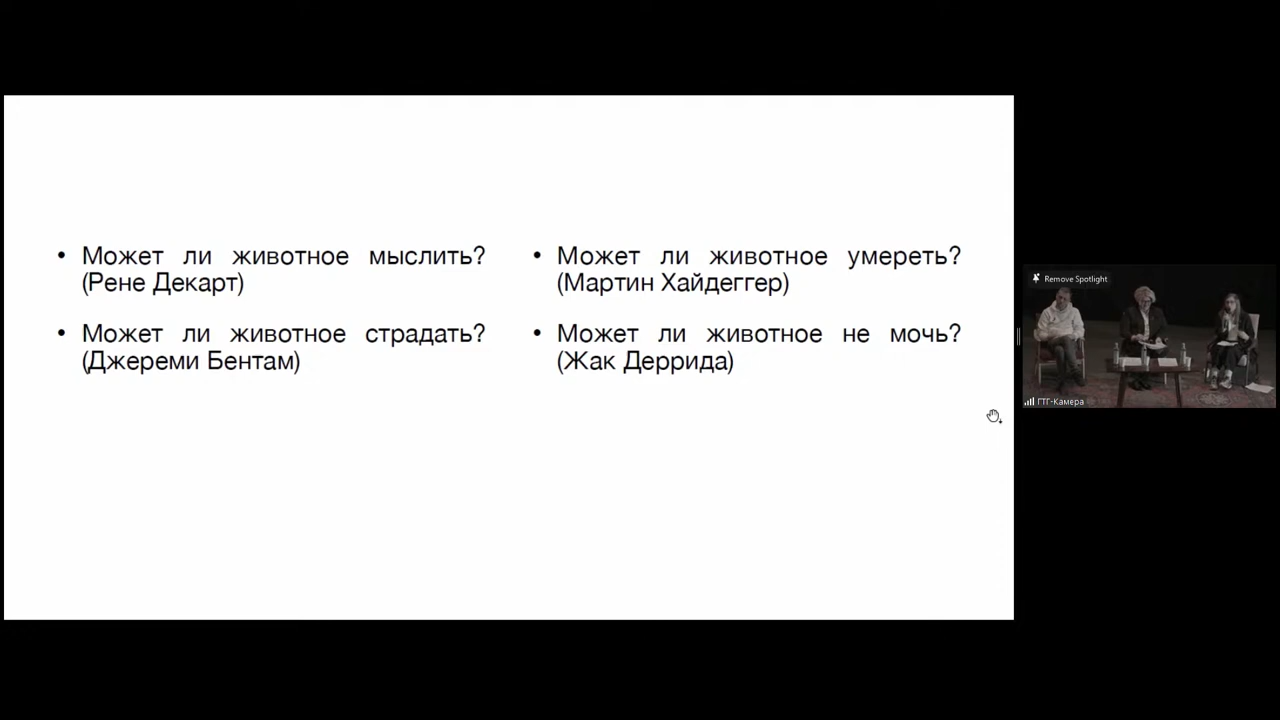 Может ли животное мыслить?
(Рене Декарт)
Может ли животное страдать?
(Джереми Бентам)
Может ли животное умереть?
(Мартин Хайдеггер)
Может ли животное не мочь?
(Жак Деррида)
Remove Spotlight
ГТГ-Камера